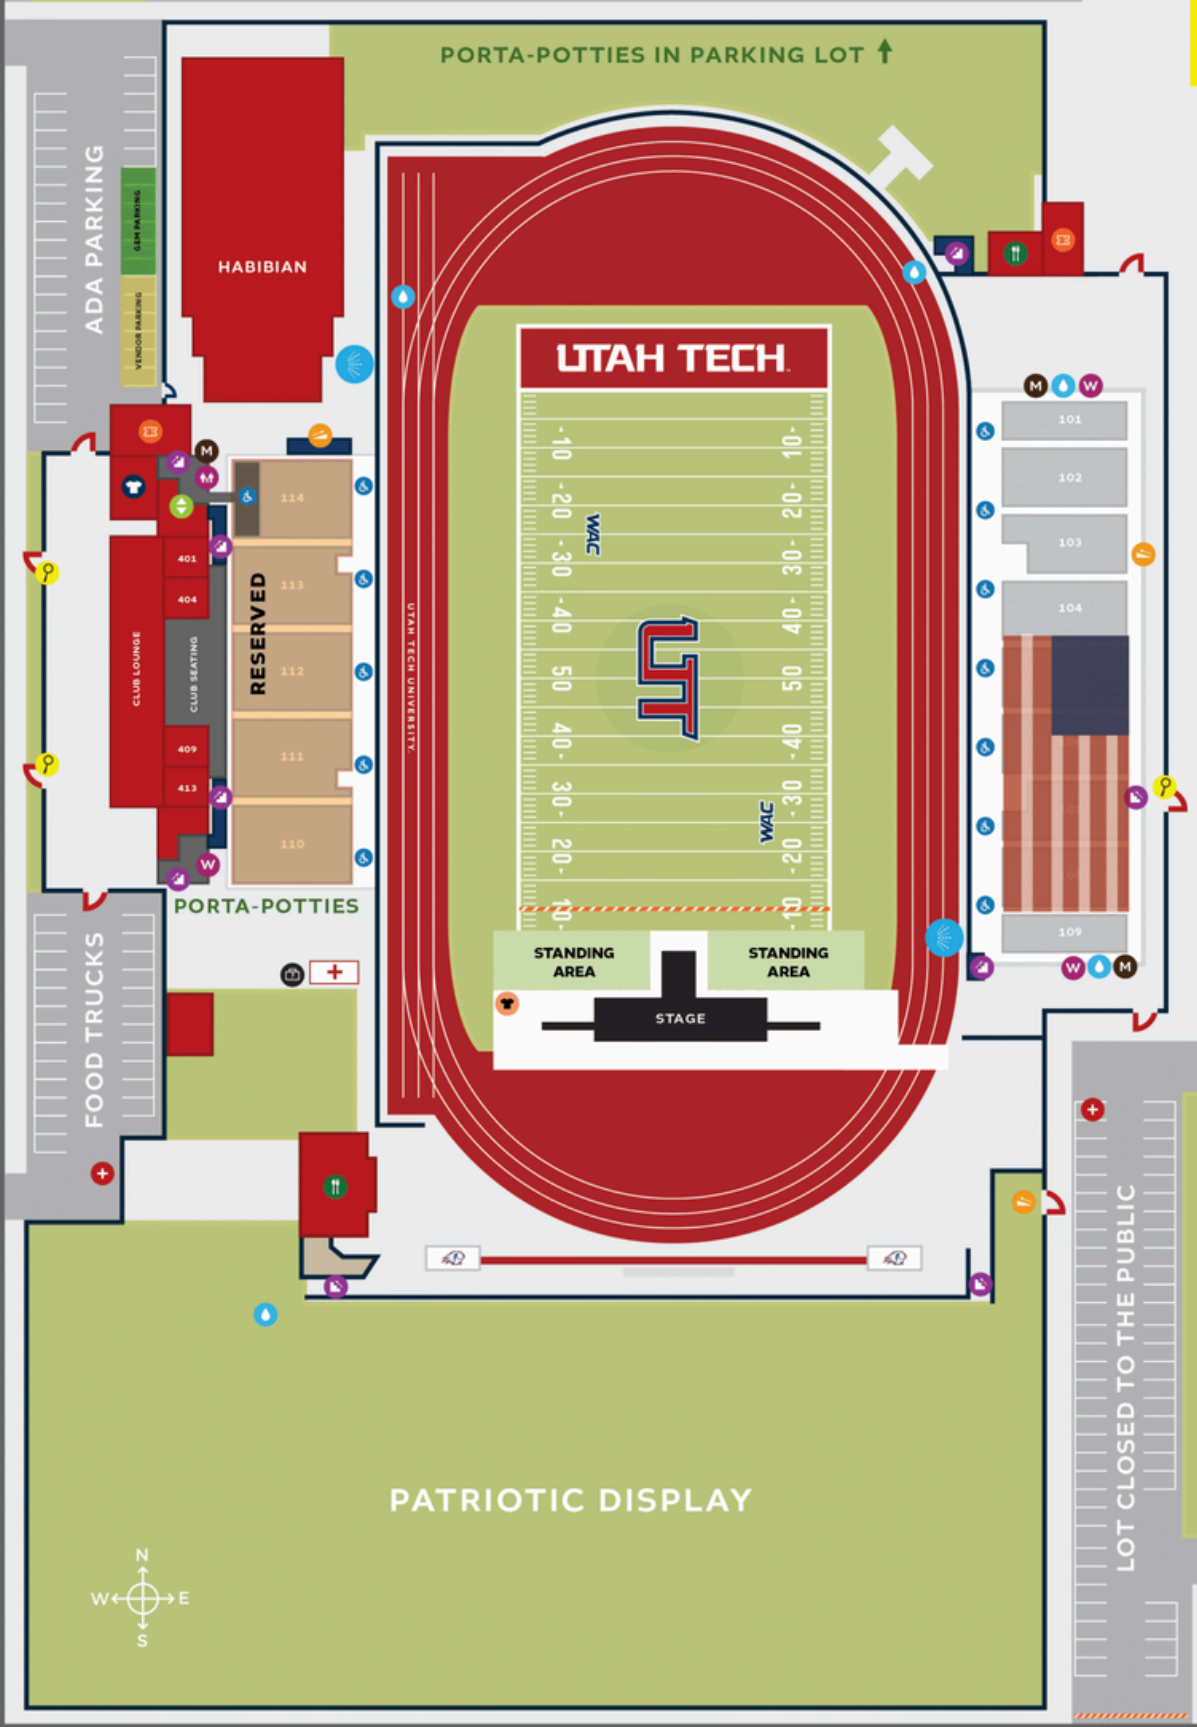 PORTA-POTTIES IN PARKING LOT
ADA PARKING
GEM PARKING
VENDOR PARKING
HABIBIAN
UTAH TECH
M
W
101
102
103
104
109
W
M
M
114
113
112
111
110
RESERVED
401
404
CLUB LOUNGE
CLUB SEATING
409
413
W
UTAH TECH UNIVERSITY.
10
10
20
20
WAC
30
30
40
40
50
50
UT
40
40
30
30
WAC
20
20
10
10
PORTA-POTTIES
STANDING
AREA
STANDING
AREA
STAGE
FOOD TRUCKS
LOT CLOSED TO THE PUBLIC
PATRIOTIC DISPLAY
N
W
E
S